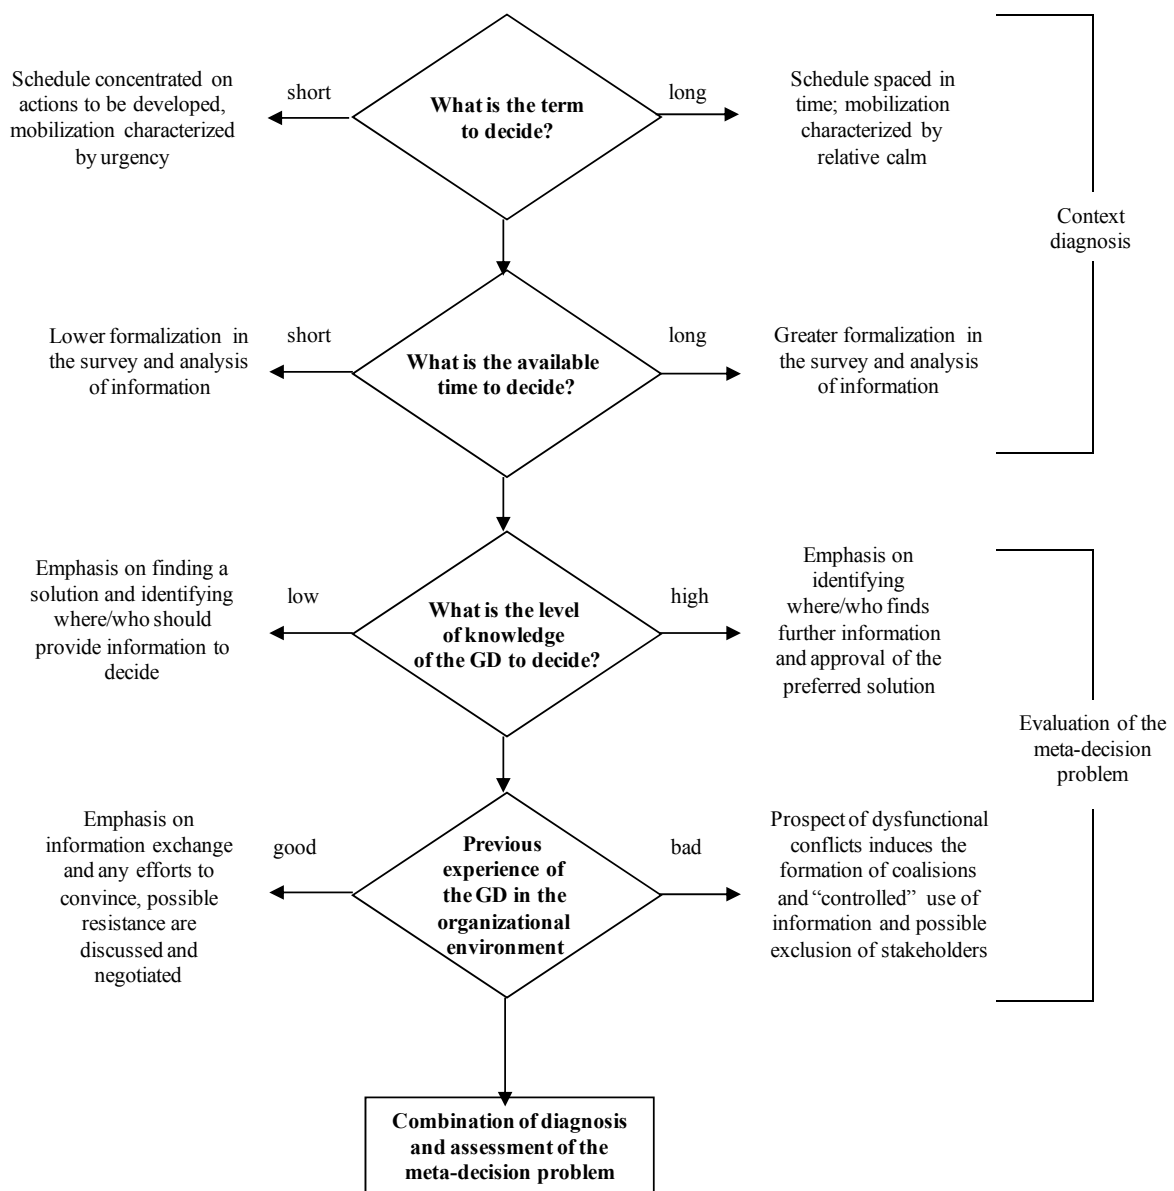 Schedule concentrated on
actions to be developed,
mobilization characterized
by urgency
short
What is the term
to decide?
long
Schedule spaced in
time; mobilization
characterized by
relative calm
Context
diagnosis
Lower formalization in
the survey and analysis
of information
short
What is the available
time to decide?
long
Greater formalization in
the survey and analysis
of information
Emphasis on finding a
solution and identifying
where/who should
provide information to
decide
low
What is the level
of knowledge
of the GD to decide?
high
Emphasis on
identifying
where/who finds
further information
and approval of the
preferred solution
Evaluation of the
meta-decision
problem
Emphasis on
information exchange
and any efforts to
convince, possible
resistance are
discussed and
negotiated
good
Previous
experience of
the GD in the
organizational
environment
bad
Prospect of dysfunctional
conflicts induces the
formation of coalisions
and “controlled” use of
information and possible
exclusion of stakeholders
Combination of diagnosis
and assessment of the
meta-decision problem